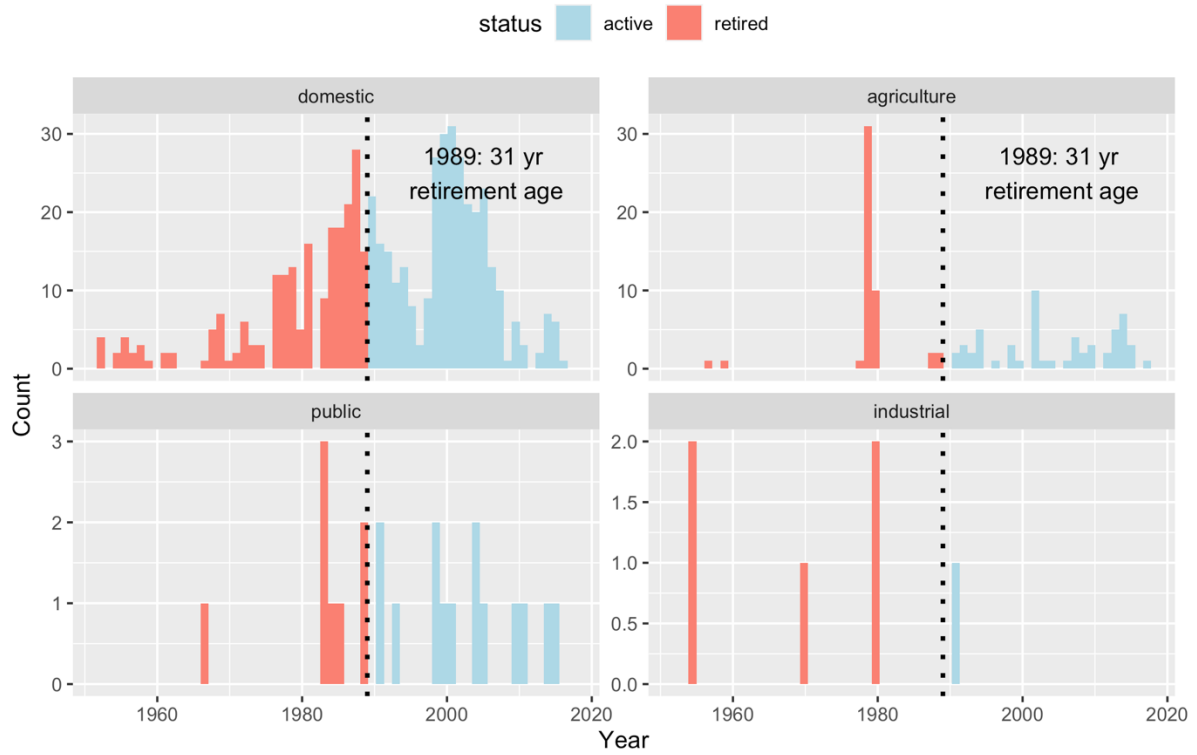 status active retired
domestic
agriculture
30
20
10
0
1989: 31 yr
retirement age
30
20
10
0
1989: 31 yr
retirement age
Count
public
industrial
3
2
1
0
2.0
1.5
1.0
0.5
0.0
1960 1980 2000 2020
1960 1980 2000 2020
Year